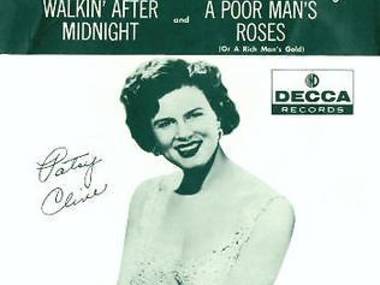 WALKIN' AFTER
MIDNIGHT
and
A POOR MAN'S
ROSES
(Or A Rich Man's Gold)
DECCA
RECORDS
Patsy
Cline